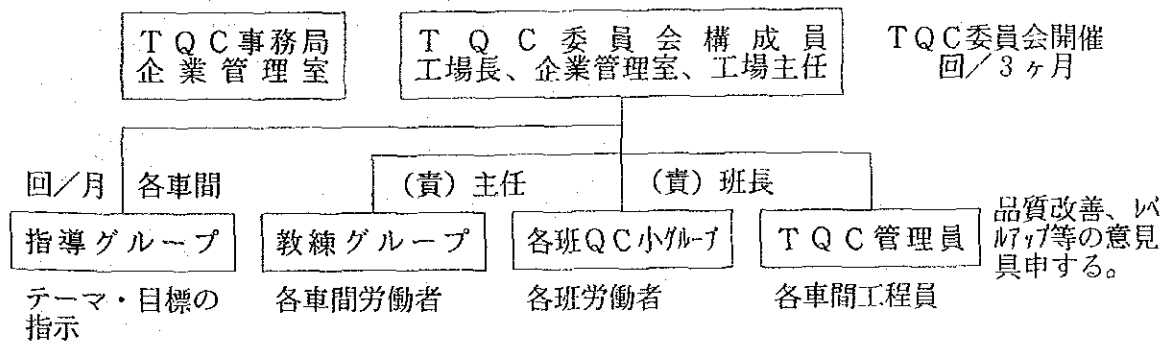 TQC事務局
企業管理室
TQC委員会構成員
工場長、企業管理室、工場主任
TQC委員会開催
回／3ヶ月
回／月 各車間
(責) 主任
(責) 班長
指導グループ
教練グループ
各班QC小グループ
TQC管理員
品質改善、レベ
ルアップ等の意見
具申する。
テーマ・目標の
指示
各車間労働者
各班労働者
各車間工程員